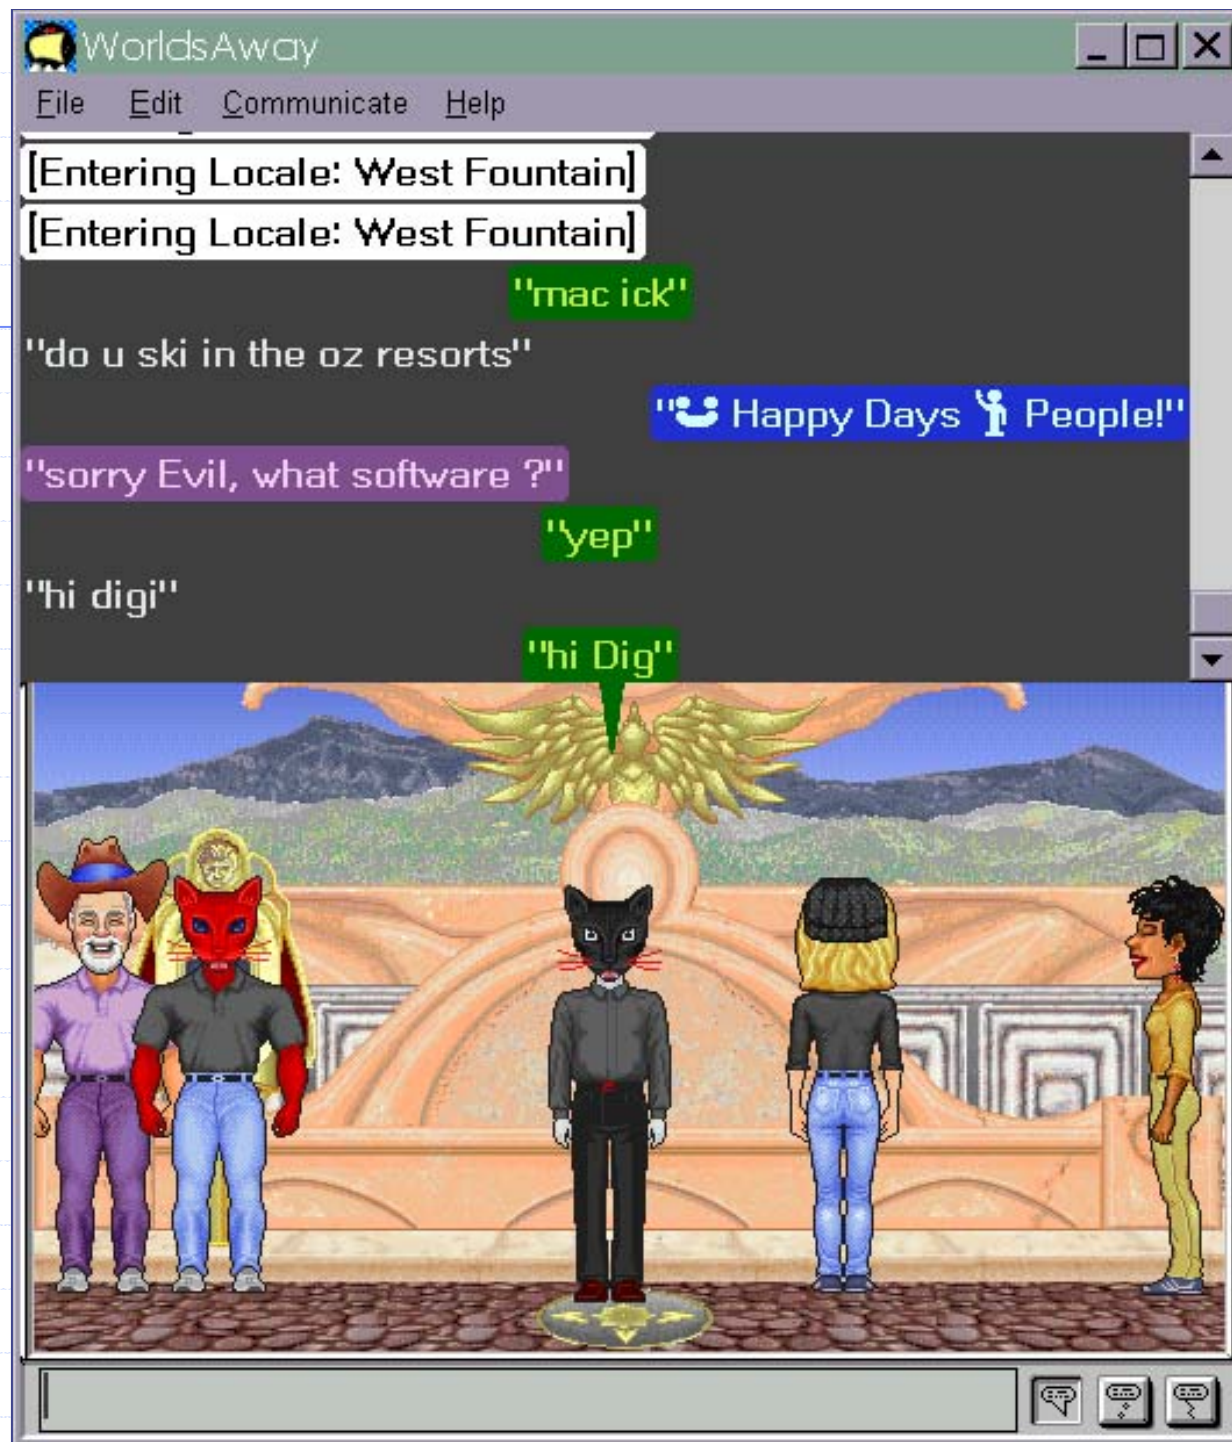 WorldsAway
File Edit Communicate Help
[Entering Locale: West Fountain]
[Entering Locale: West Fountain]
"mac ick"
"do u ski in the oz resorts"
" Happy Days People!"
"sorry Evil, what software ?"
"yep"
"hi digi"
"hi Dig"